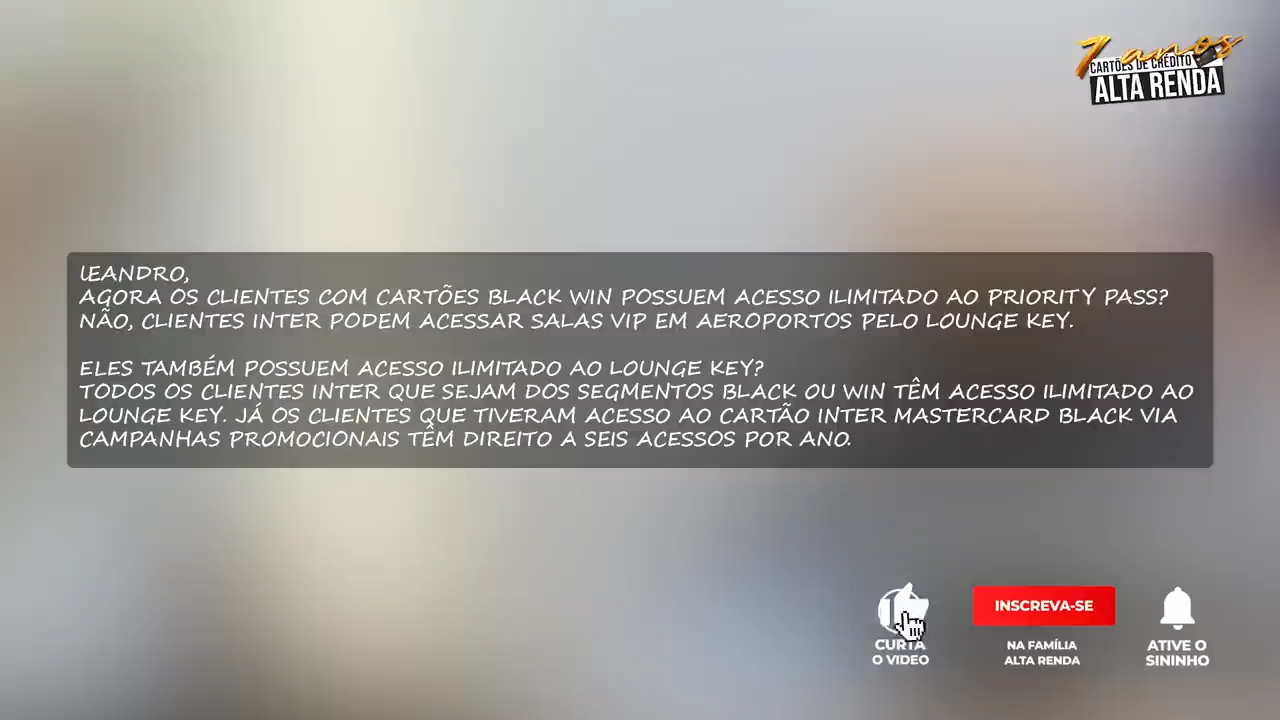 7 anos
CARTÕES DE CRÉDITO
ALTA RENDA
LEANDRO,
AGORA OS CLIENTES COM CARTÕES BLACK WIN POSSUEM ACESSO ILIMITADO AO PRIORITY PASS?
NÃO, CLIENTES INTER PODEM ACESSAR SALAS VIP EM AEROPORTOS PELO LOUNGE KEY.
ELES TAMBÉM POSSUEM ACESSO ILIMITADO AO LOUNGE KEY?
TODOS OS CLIENTES INTER QUE SEJAM DOS SEGMENTOS BLACK OU WIN TÊM ACESSO ILIMITADO AO
LOUNGE KEY. JÁ OS CLIENTES QUE TIVERAM ACESSO AO CARTÃO INTER MASTERCARD BLACK VIA
CAMPANHAS PROMOCIONAIS TÊM DIREITO A SEIS ACESSOS POR ANO.
CURTA
O VIDEO
INSCREVA-SE
NA FAMÍLIA
ALTA RENDA
ATIVE O
SININHO